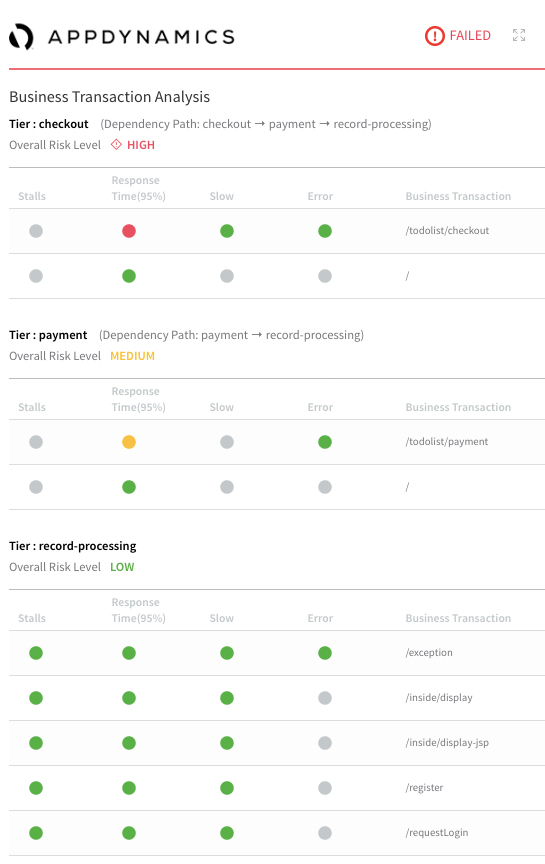 APPDYNAMICS
FAILED
Business Transaction Analysis
Tier : checkout (Dependency Path: checkout → payment → record-processing)
Overall Risk Level HIGH
Stalls Response Time(95%) Slow Error Business Transaction
/todolist/checkout
/
Tier : payment (Dependency Path: payment → record-processing)
Overall Risk Level MEDIUM
Stalls Response Time(95%) Slow Error Business Transaction
/todolist/payment
/
Tier : record-processing
Overall Risk Level LOW
Stalls Response Time(95%) Slow Error Business Transaction
/exception
/inside/display
/inside/display-jsp
/register
/requestLogin